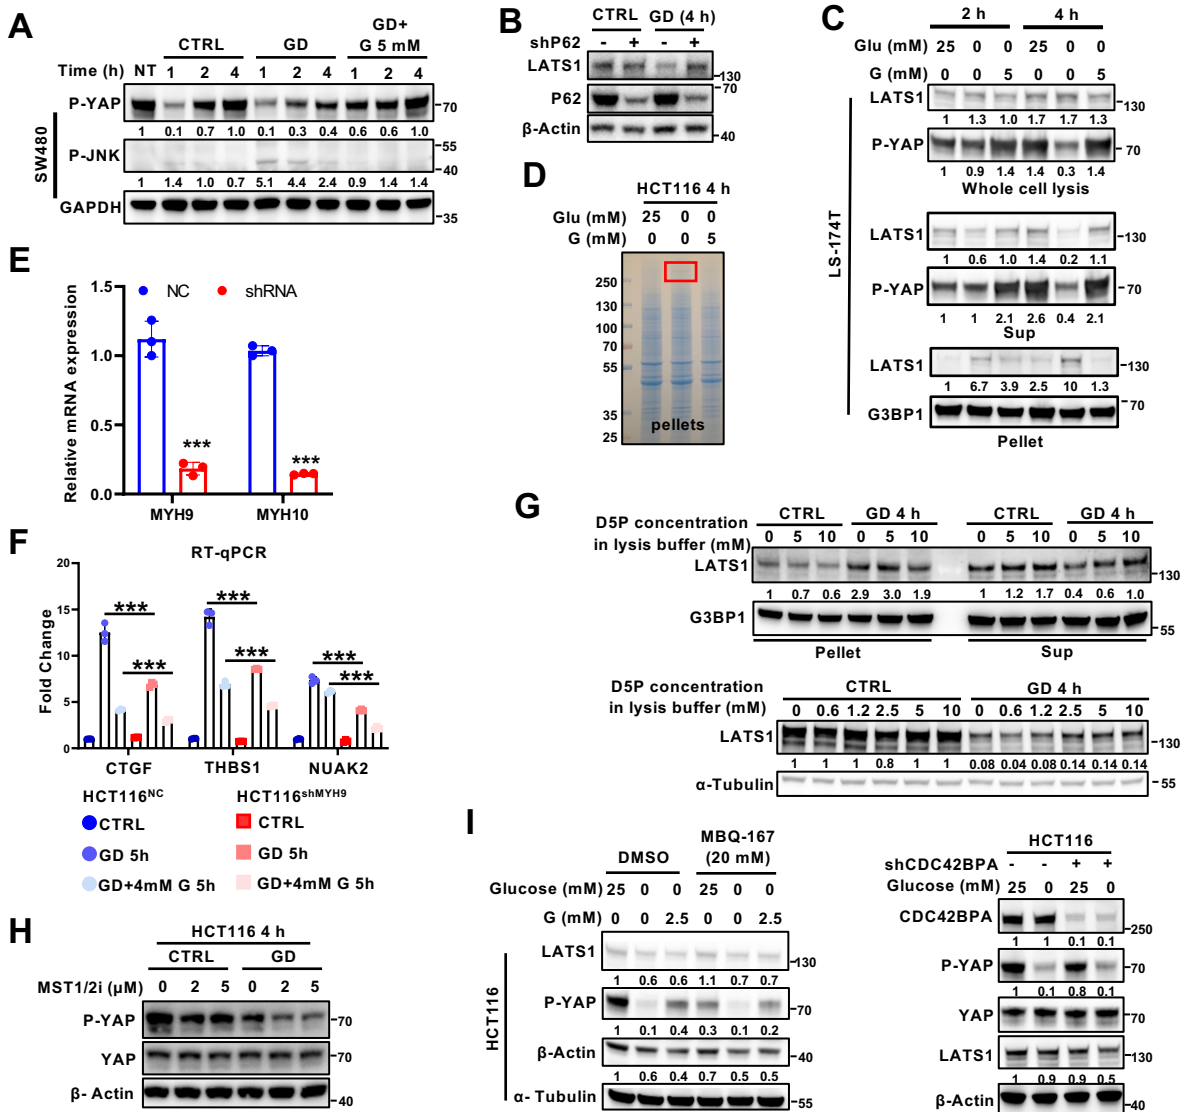 A
CTRL GD GD+ G 5 mM
Time (h) NT 1 2 4 1 2 4 1 2 4
SW480
P-YAP 70
1 0.1 0.7 1.0 0.1 0.3 0.4 0.6 0.6 1.0
P-JNK 55 40
1 1.4 1.0 0.7 5.1 4.4 2.4 0.9 1.4 1.4
GAPDH 35
B
CTRL GD (4 h)
shP62 - + - +
LATS1 130
P62 70
β-Actin 40
C
2 h 4 h
Glu (mM) 25 0 0 25 0 0
G (mM) 0 0 5 0 0 5
LS-174T
LATS1 130
1 1.3 1.0 1.7 1.7 1.3
P-YAP 70
1 0.9 1.4 1.4 0.3 1.4
Whole cell lysis
LATS1 130
1 0.6 1.0 1.4 0.2 1.1
P-YAP 70
1 1 2.1 2.6 0.4 2.1
Sup
LATS1 130
1 6.7 3.9 2.5 10 1.3
G3BP1 70
Pellet
D
HCT116 4 h
Glu (mM) 25 0 0
G (mM) 0 0 5
250
130
100
70
55
35
25
pellets
E
NC shRNA
Relative mRNA expression
1.5
1.0
0.5
0.0
*** ***
MYH9 MYH10
F
RT-qPCR
Fold Change
20
15
10
5
0
*** *** *** *** *** ***
CTGF THBS1 NUAK2
HCT116NC HCT116shMYH9
CTRL CTRL
GD 5h GD 5h
GD+4mM G 5h GD+4mM G 5h
G
D5P concentration in lysis buffer (mM)
CTRL GD 4 h CTRL GD 4 h
0 5 10 0 5 10 0 5 10 0 5 10
LATS1 130
1 0.7 0.6 2.9 3.0 1.9 1 1.2 1.7 0.4 0.6 1.0
G3BP1 55
Pellet Sup
D5P concentration in lysis buffer (mM)
CTRL GD 4 h
0 0.6 1.2 2.5 5 10 0 0.6 1.2 2.5 5 10
LATS1 130
1 1 1 0.8 1 1 0.08 0.04 0.08 0.14 0.14 0.14
α-Tubulin 55
H
HCT116 4 h
CTRL GD
MST1/2i (μM) 0 2 5 0 2 5
P-YAP 70
YAP 70
β- Actin 40
I
DMSO MBQ-167 (20 mM)
Glucose (mM) 25 0 0 25 0 0
G (mM) 0 0 2.5 0 0 2.5
HCT116
LATS1 130
1 0.6 0.6 1.1 0.7 0.7
P-YAP 70
1 0.1 0.4 0.3 0.1 0.2
β-Actin 40
1 0.6 0.4 0.7 0.5 0.5
α- Tubulin 55
HCT116
shCDC42BPA - - + +
Glucose (mM) 25 0 25 0
CDC42BPA 250
1 1 0.1 0.1
P-YAP 70
1 0.1 0.8 0.1
YAP 70
LATS1 130
1 0.9 0.9 0.5
β-Actin 40